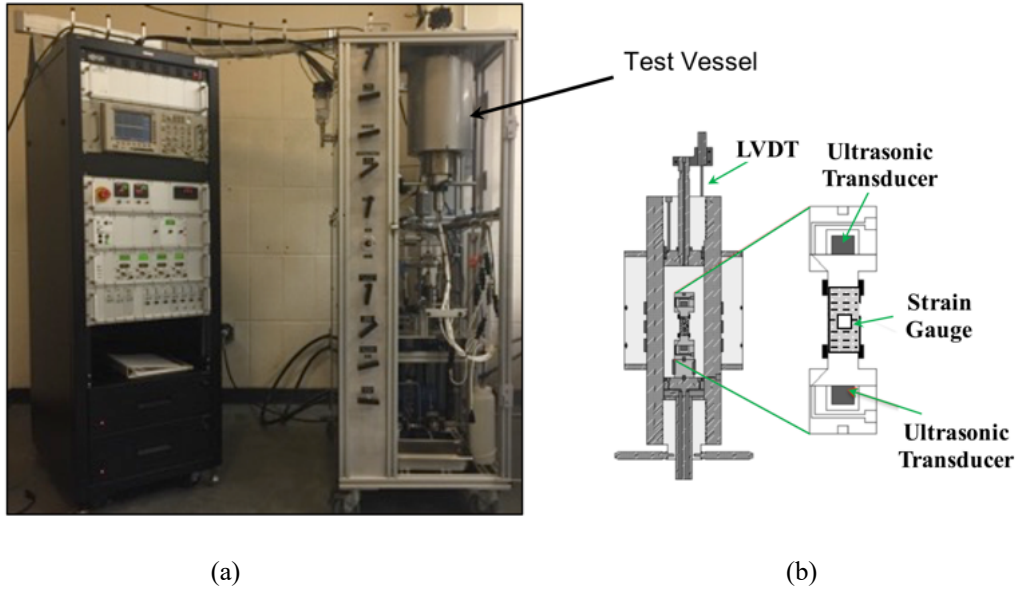 Test Vessel
LVDT
Ultrasonic
Transducer
Strain
Gauge
Ultrasonic
Transducer
(a)
(b)